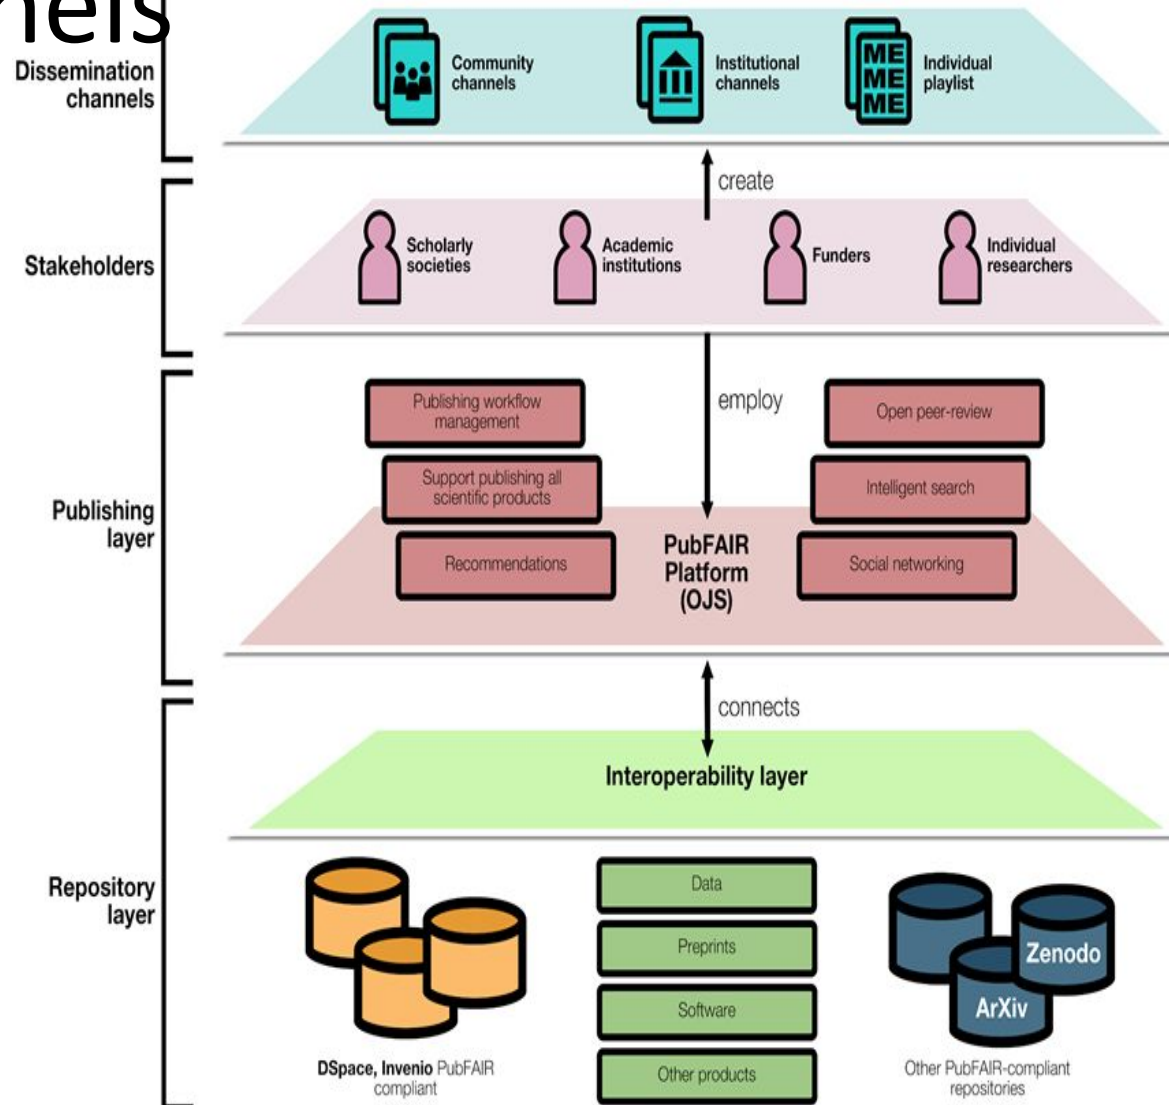 nels
Dissemination
channels
Community
channels
Institutional
channels
ME
ME
ME
Individual
playlist
create
Stakeholders
Scholarly
societies
Academic
institutions
Funders
Individual
researchers
employ
Publishing
layer
Publishing workflow
management
Support publishing all
scientific products
Recommendations
PubFAIR
Platform
(OJS)
Open peer-review
Intelligent search
Social networking
connects
Interoperability layer
Repository
layer
DSpace, Invenio PubFAIR
compliant
Data
Preprints
Software
Other products
Zenodo
ArXiv
Other PubFAIR-compliant
repositories